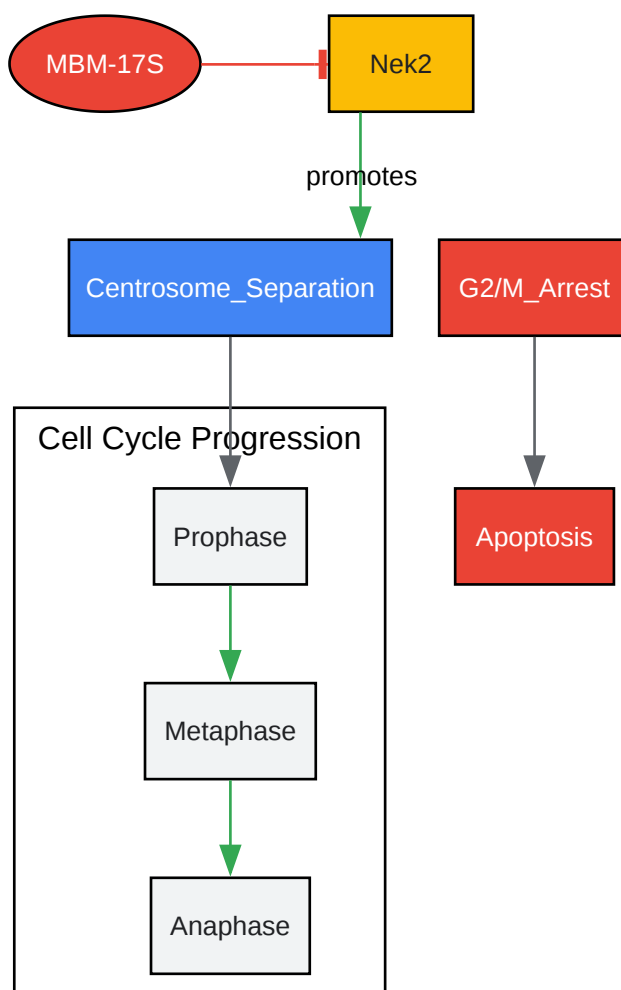 MBM-17S
Nek2
promotes
Centrosome_Separation
G2/M_Arrest
Cell Cycle Progression
Prophase
Apoptosis
Metaphase
Anaphase